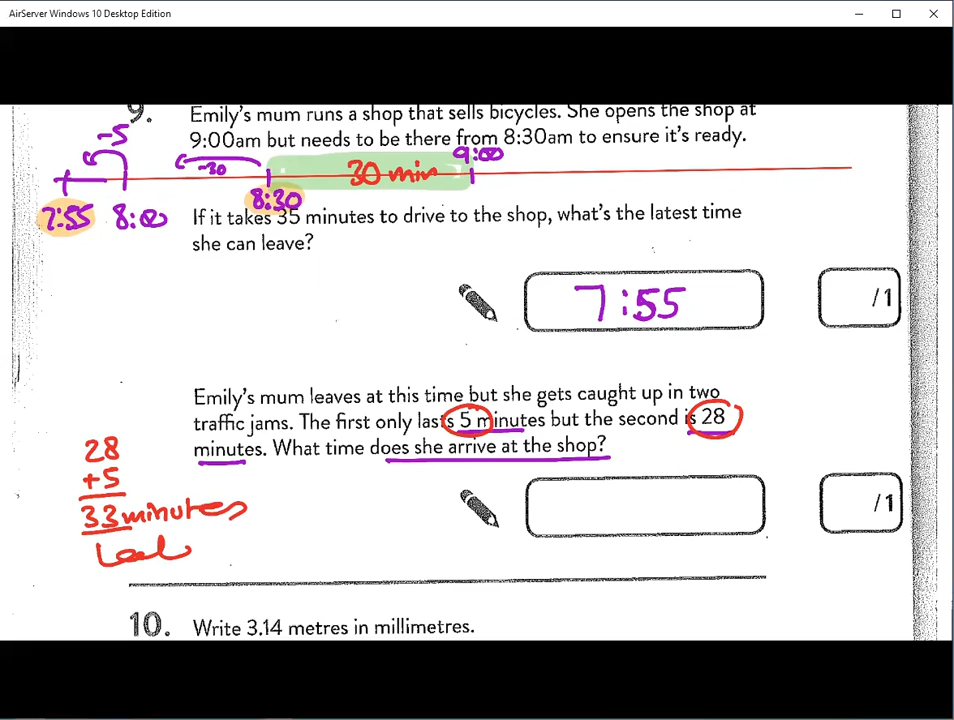 AirServer Windows 10 Desktop Edition
9. Emily's mum runs a shop that sells bicycles. She opens the shop at
9:00am but needs to be there from 8:30am to ensure it's ready.
-5
-30
30 min
9:00
7:55 8:00
8:30
If it takes 35 minutes to drive to the shop, what's the latest time
she can leave?
7:55
/1
Emily's mum leaves at this time but she gets caught up in two
traffic jams. The first only lasts 5 minutes but the second is 28
minutes. What time does she arrive at the shop?
28
+5
33 minutes
/1
10. Write 3.14 metres in millimetres.